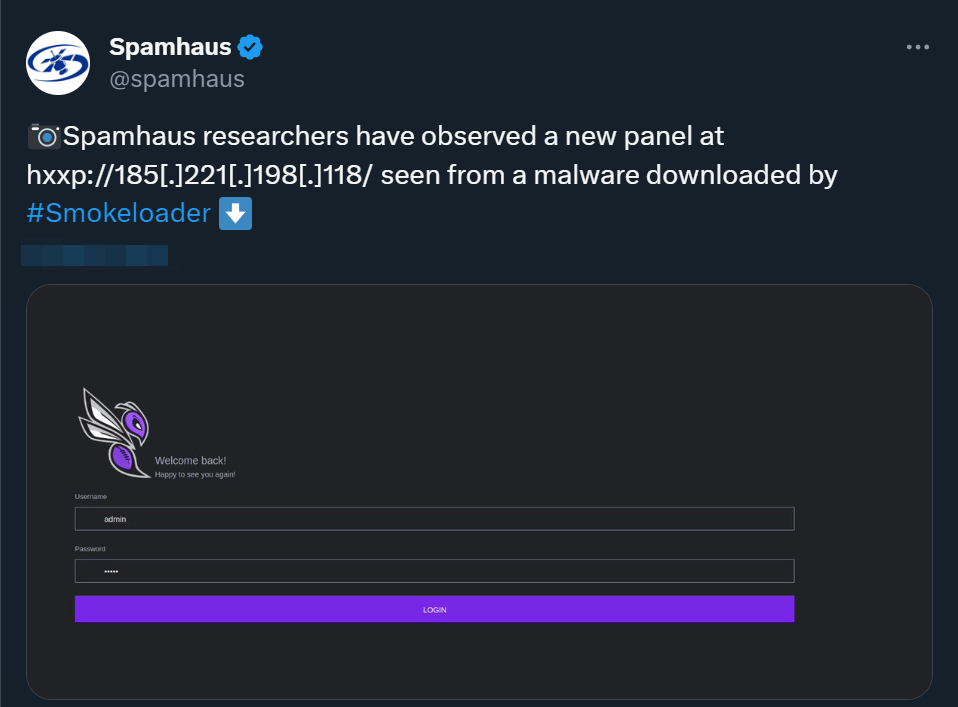 Spamhaus
@spamhaus
Spamhaus researchers have observed a new panel at
hxxp://185[.]221[.]198[.]118/ seen from a malware downloaded by
#Smokeloader
Welcome back!
Happy to see you again!
Username
admin
Password
•••••
LOGIN